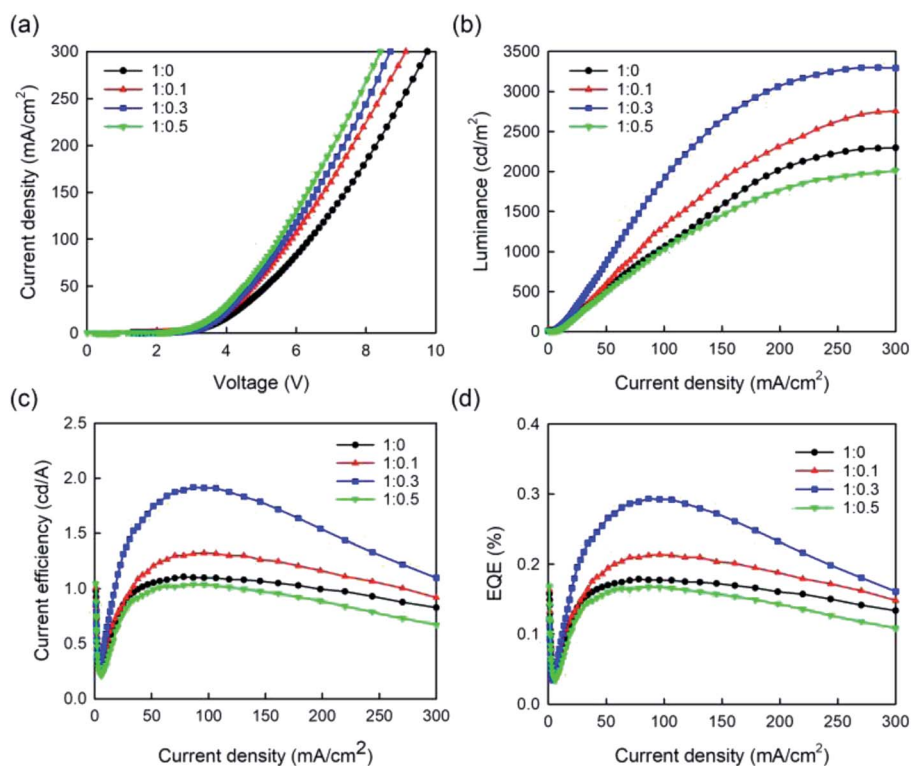 (a)
300
250
200
150
100
50
0
0 2 4 6 8 10
Current density (mA/cm²)
Voltage (V)
1:0
1:0.1
1:0.3
1:0.5
(b)
3500
3000
2500
2000
1500
1000
500
0
0 50 100 150 200 250 300
Luminance (cd/m²)
Current density (mA/cm²)
1:0
1:0.1
1:0.3
1:0.5
(c)
2.5
2.0
1.5
1.0
0.5
0.0
0 50 100 150 200 250 300
Current efficiency (cd/A)
Current density (mA/cm²)
1:0
1:0.1
1:0.3
1:0.5
(d)
0.4
0.3
0.2
0.1
0.0
0 50 100 150 200 250 300
EQE (%)
Current density (mA/cm²)
1:0
1:0.1
1:0.3
1:0.5